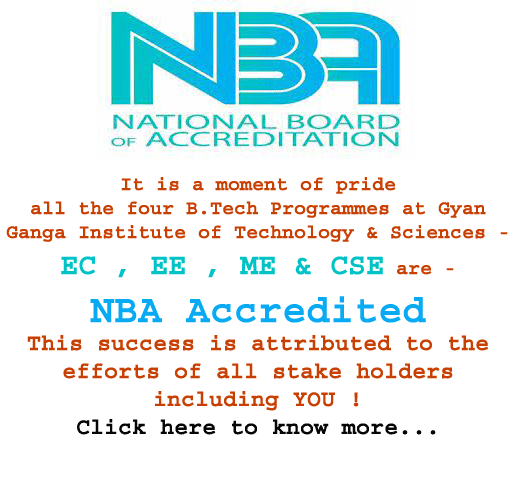 NBA
NATIONAL BOARD
OF ACCREDITATION
It is a moment of pride
all the four B.Tech Programmes at Gyan
Ganga Institute of Technology & Sciences -
EC , EE , ME & CSE are -
NBA Accredited
This success is attributed to the
efforts of all stake holders
including YOU !
Click here to know more...